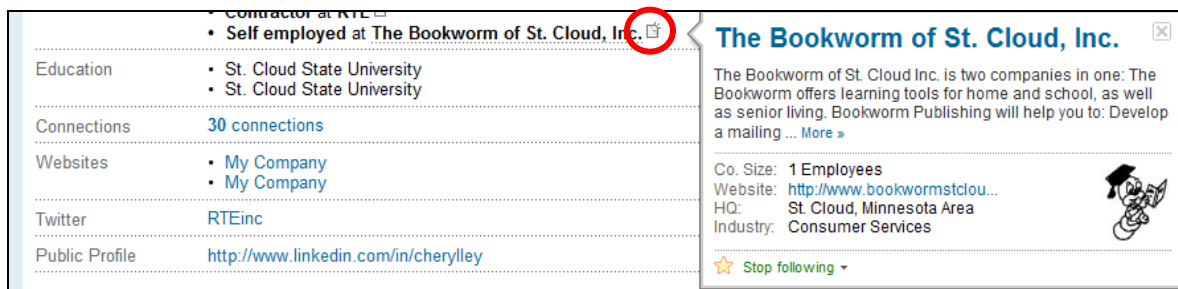 • Contractor at RTE
• Self employed at The Bookworm of St. Cloud, Inc.
Education
• St. Cloud State University
• St. Cloud State University
Connections
30 connections
Websites
• My Company
• My Company
Twitter
RTEinc
Public Profile
http://www.linkedin.com/in/cherylley
The Bookworm of St. Cloud, Inc.
The Bookworm of St. Cloud Inc. is two companies in one: The
Bookworm offers learning tools for home and school, as well
as senior living. Bookworm Publishing will help you to: Develop
a mailing ... More »
Co. Size: 1 Employees
Website: http://www.bookwormstclou...
HQ: St. Cloud, Minnesota Area
Industry: Consumer Services
Stop following